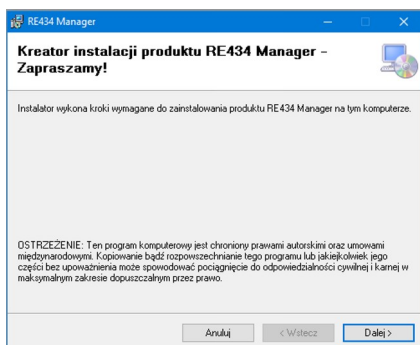 RE434 Manager
Kreator instalacji produktu RE434 Manager -
Zapraszamy!
Instalator wykona kroki wymagane do zainstalowania produktu RE434 Manager na tym komputerze.
OSTRZEŻENIE: Ten program komputerowy jest chroniony prawami autorskimi oraz umowami
międzynarodowymi. Kopiowanie bądź rozpowszechnianie tego programu lub jakiejkolwiek jego
części bez upoważnienia może spowodować pociągnięcie do odpowiedzialności cywilnej i karnej w
maksymalnym zakresie dopuszczalnym przez prawo.
Anuluj
< Wstecz
Dalej >